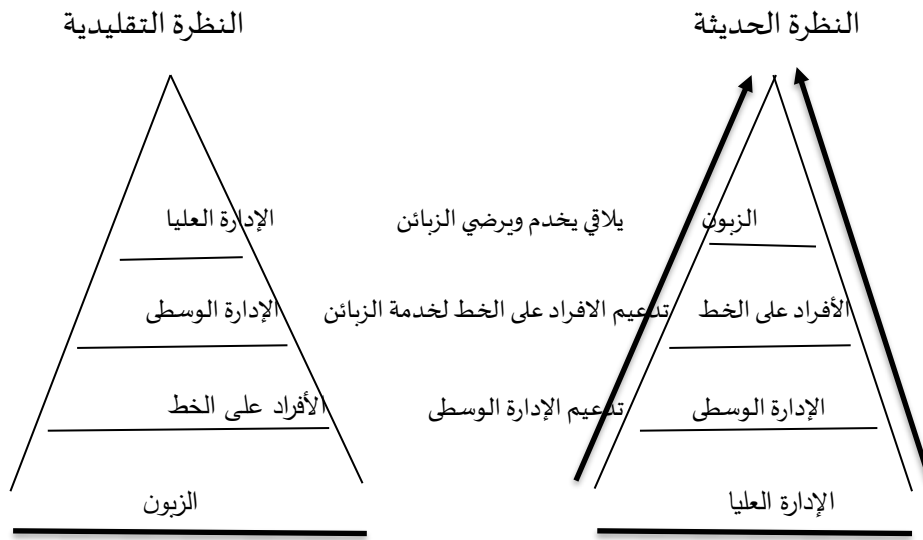 النظرة الحديثة
النظرة التقليدية
الزبون
يلاقي يخدم ويرضي الزبائن
الإدارة العليا
الأفراد على الخط
تدعيم الافراد على الخط لخدمة الزبائن
الإدارة الوسطى
الإدارة الوسطى
تدعيم الإدارة الوسطى
الأفراد على الخط
الإدارة العليا
الزبون